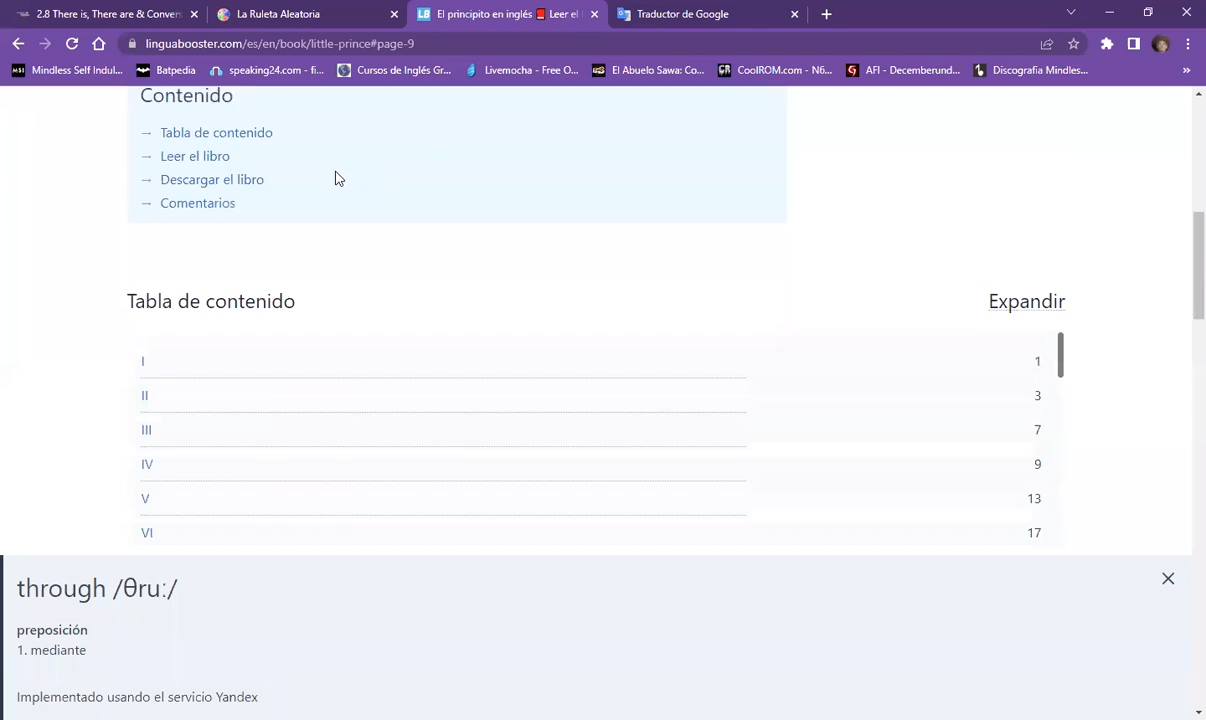 2.8 There is, There are & Convers
La Ruleta Aleatoria
El principito en inglés 📕 Leer el
Traductor de Google
linguabooster.com/es/en/book/little-prince#page-9
Mindless Self Indul...
Batpedia
speaking24.com - fi...
Cursos de Inglés Gr...
Livemocha - Free O...
El Abuelo Sawa: Co...
CoolROM.com - N6...
AFI - Decemberund...
Discografia Mindles...
Contenido
→ Tabla de contenido
→ Leer el libro
→ Descargar el libro
→ Comentarios
Tabla de contenido Expandir
I 1
II 3
III 7
IV 9
V 13
VI 17
through /θruː/
preposición
1. mediante
Implementado usando el servicio Yandex